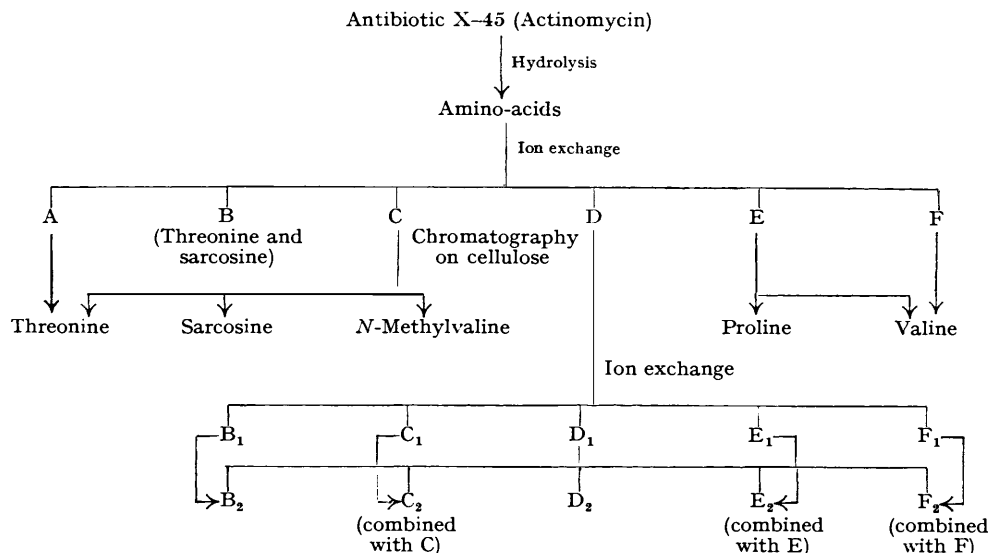 Antibiotic X–45 (Actinomycin)
Hydrolysis
Amino-acids
Ion exchange
A B C D E F
(Threonine and
sarcosine)
Chromatography
on cellulose
Threonine Sarcosine N-Methylvaline Proline Valine
Ion exchange
B₁ C₁ D₁ E₁ F₁
B₂ C₂ D₂ E₂ F₂
(combined
with C)
(combined
with E)
(combined
with F)